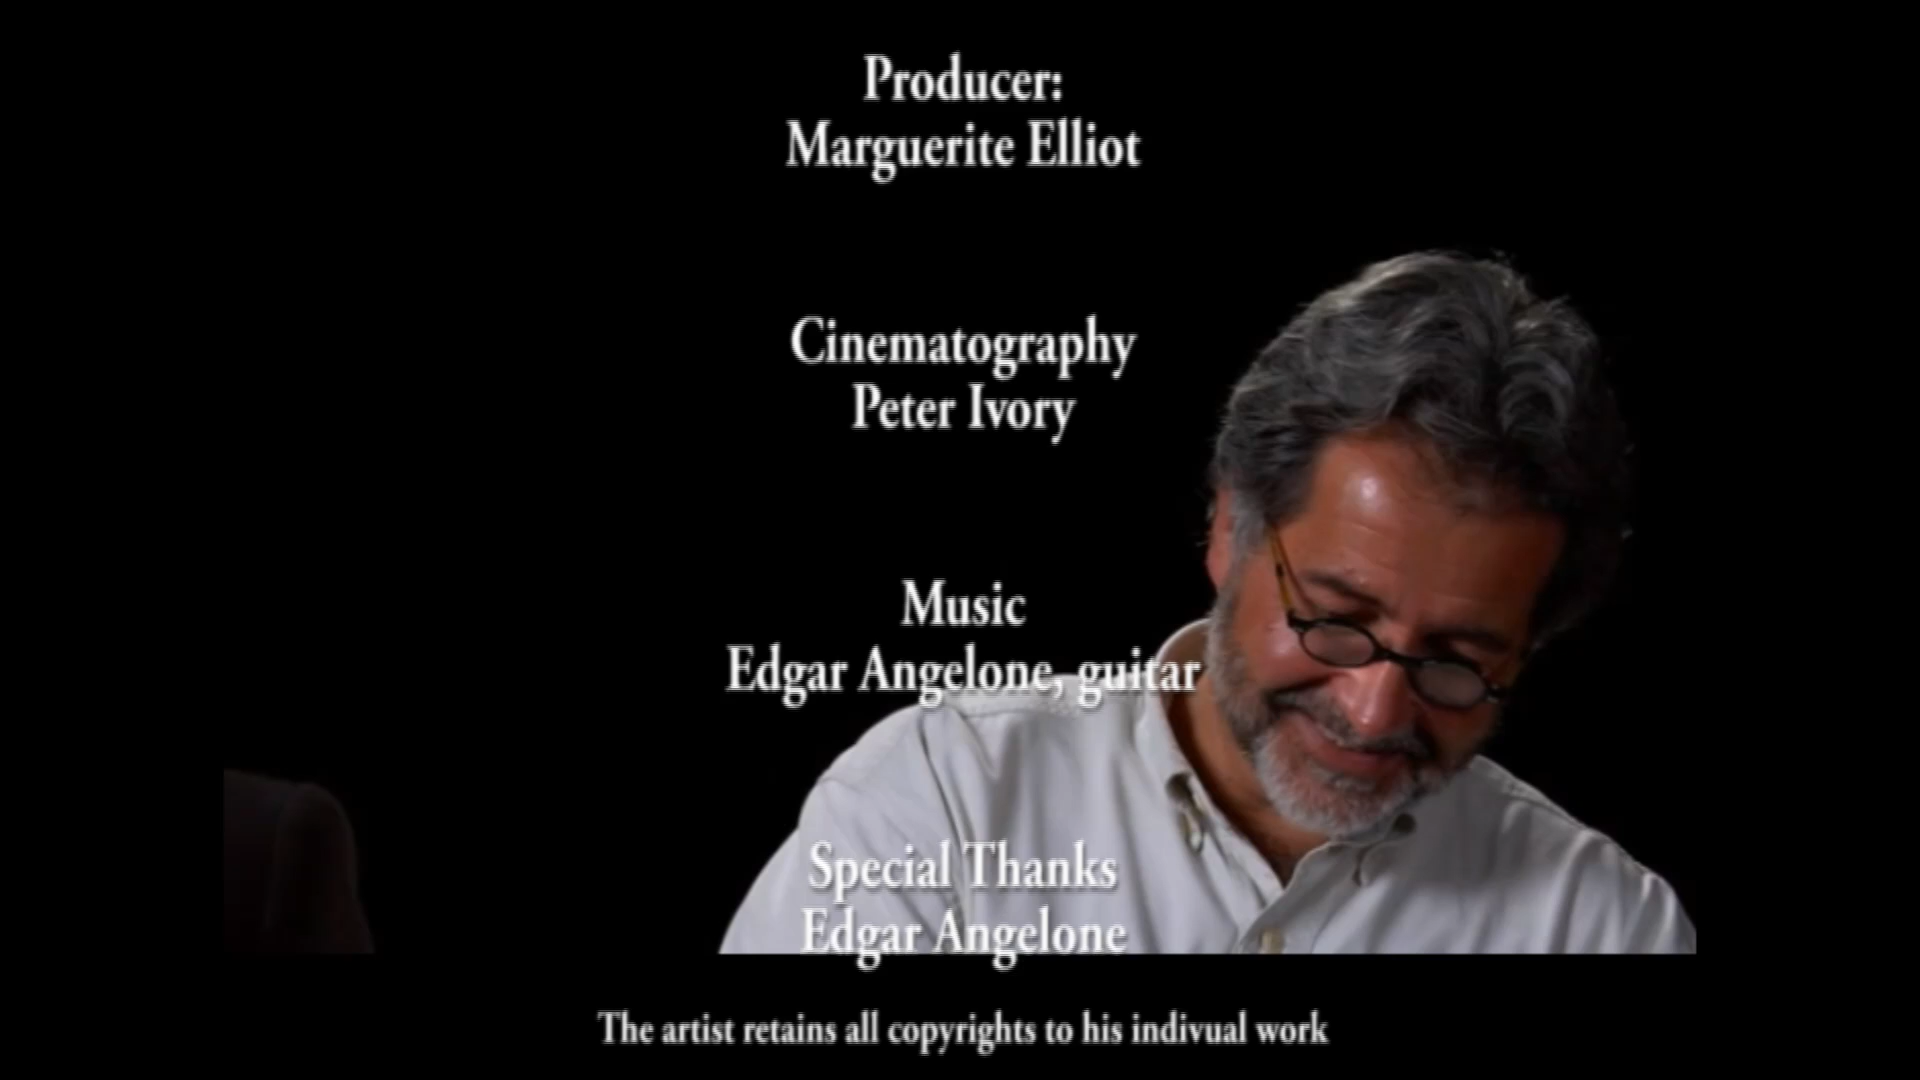 Producer:
Marguerite Elliot
Cinematography
Peter Ivory
Music
Edgar Angelone, guitar
Special Thanks
Edgar Angelone
The artist retains all copyrights to his indivual work